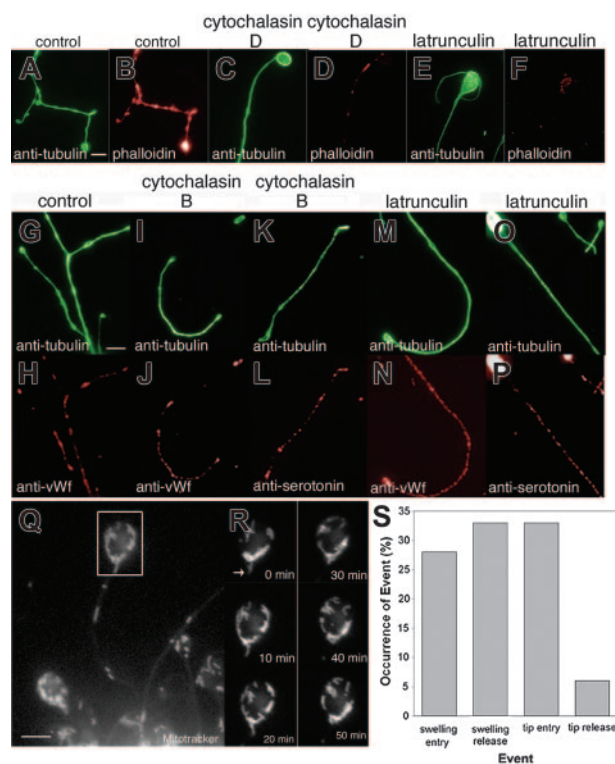 cytochalasin cytochalasin
control control D D latrunculin latrunculin
A B C D E F
anti-tubulin phalloidin anti-tubulin phalloidin anti-tubulin phalloidin
cytochalasin cytochalasin
control B B latrunculin latrunculin
G I K M O
anti-tubulin anti-tubulin anti-tubulin anti-tubulin anti-tubulin
H J L N P
anti-vWf anti-vWf anti-serotonin anti-vWf anti-serotonin
Q R S
0 min 30 min
10 min 40 min
20 min 50 min
Mitotracker
Occurrence of Event (%)
35
30
25
20
15
10
5
0
swelling entry
swelling release
tip entry
tip release
Event